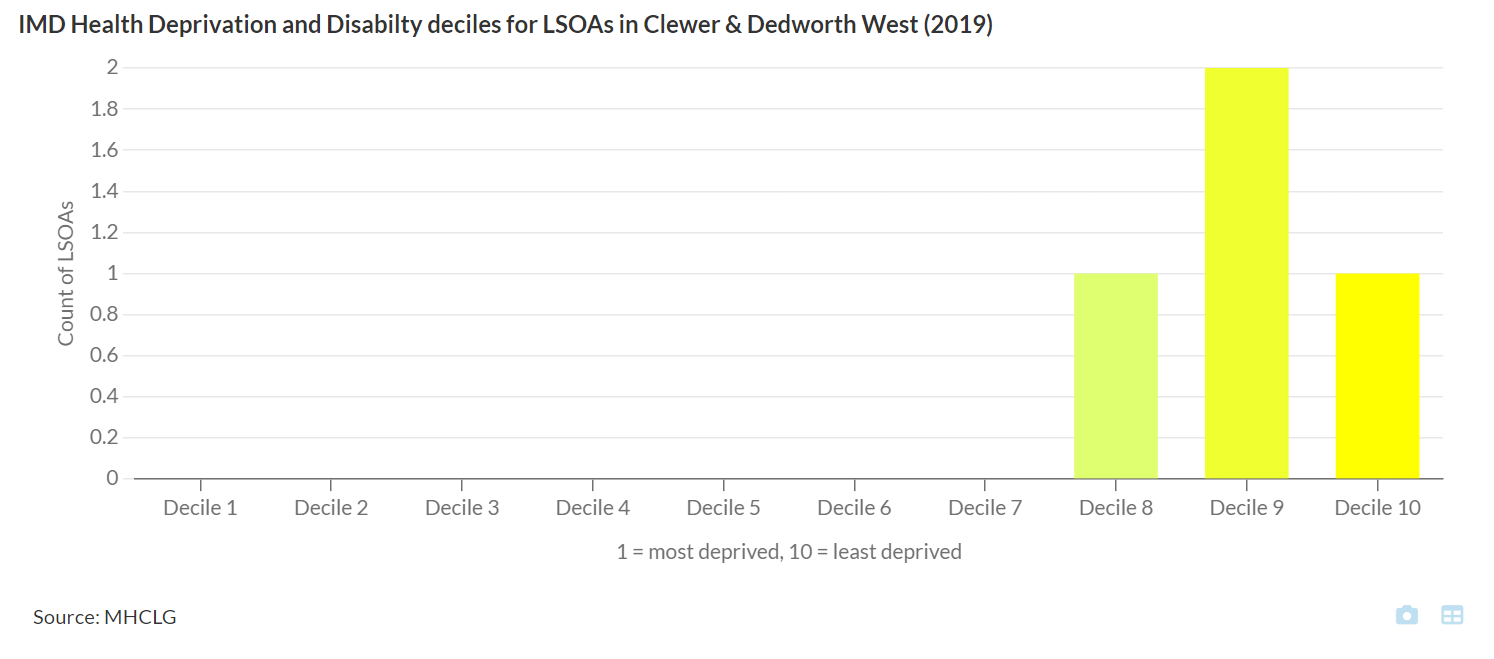 IMD Health Deprivation and Disabilty deciles for LSOAs in Clewer & Dedworth West (2019)
Count of LSOAs
2
1.8
1.6
1.4
1.2
1
0.8
0.6
0.4
0.2
0
Decile 1 Decile 2 Decile 3 Decile 4 Decile 5 Decile 6 Decile 7 Decile 8 Decile 9 Decile 10
1 = most deprived, 10 = least deprived
Source: MHCLG